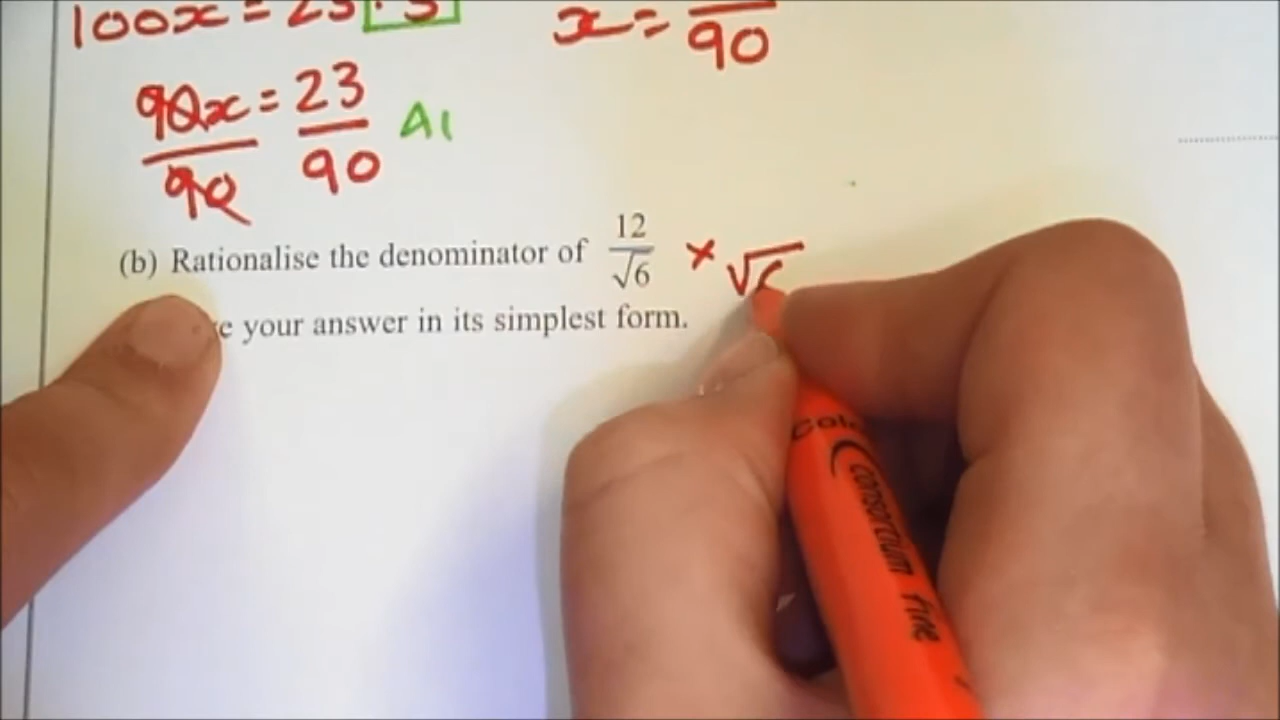 100x = 23.3
x = 90
90x = 23 A1
90 90
(b) Rationalise the denominator of 12/√6 × √6
your answer in its simplest form.
consortium fine